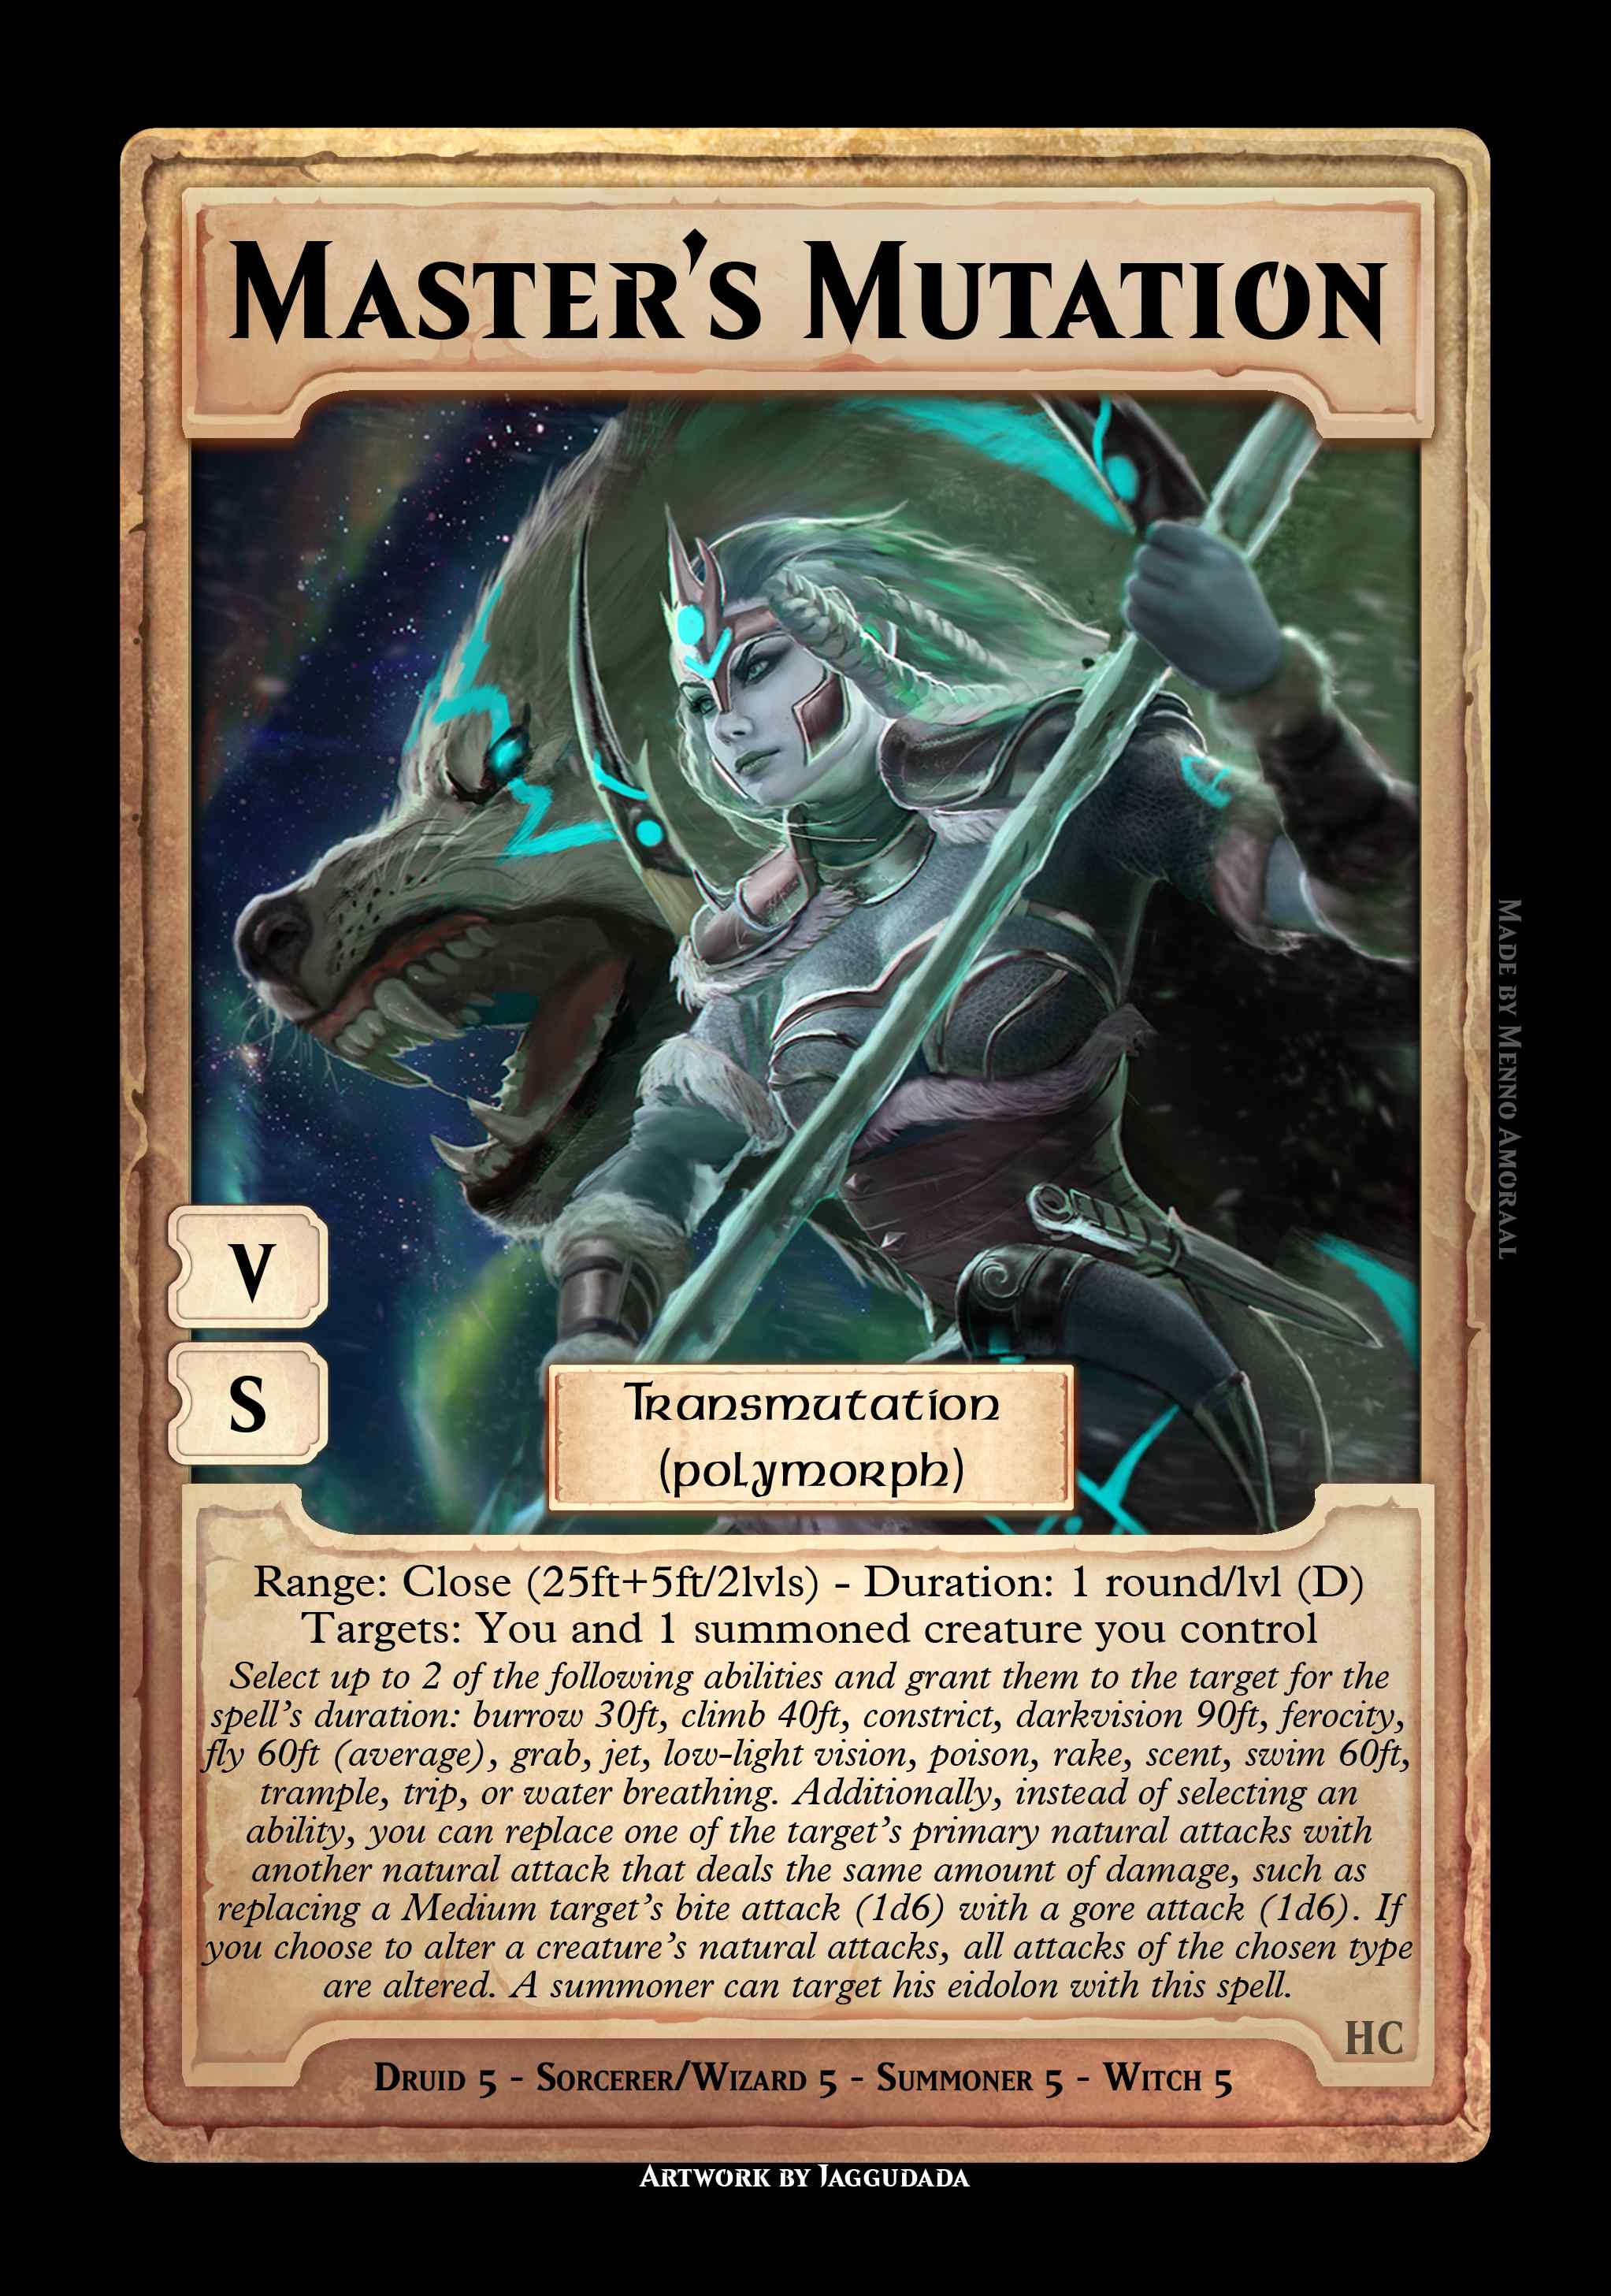 Master's Mutation
V
S
Transmutation
(polymorph)
Range: Close (25ft+5ft/2lvls) - Duration: 1 round/lvl (D)
Targets: You and 1 summoned creature you control
Select up to 2 of the following abilities and grant them to the target for the
spell's duration: burrow 30ft, climb 40ft, constrict, darkvision 90ft, ferocity,
fly 60ft (average), grab, jet, low-light vision, poison, rake, scent, swim 60ft,
trample, trip, or water breathing. Additionally, instead of selecting an
ability, you can replace one of the target's primary natural attacks with
another natural attack that deals the same amount of damage, such as
replacing a Medium target's bite attack (1d6) with a gore attack (1d6). If
you choose to alter a creature's natural attacks, all attacks of the chosen type
are altered. A summoner can target his eidolon with this spell.
HC
Druid 5 - Sorcerer/Wizard 5 - Summoner 5 - Witch 5
Artwork by Jaggudada
Made by Menno Amoraal